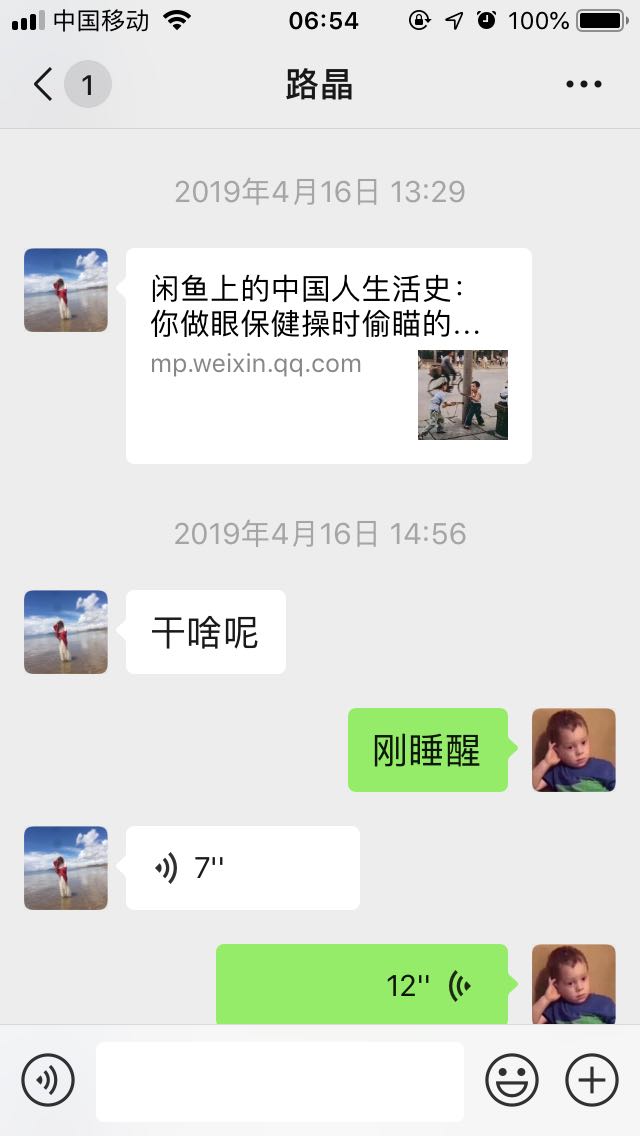 中国移动 06:54 100%
1 路晶
2019年4月16日 13:29
闲鱼上的中国人生活史：
你做眼保健操时偷瞄的...
mp.weixin.qq.com
2019年4月16日 14:56
干啥呢
刚睡醒
7''
12''